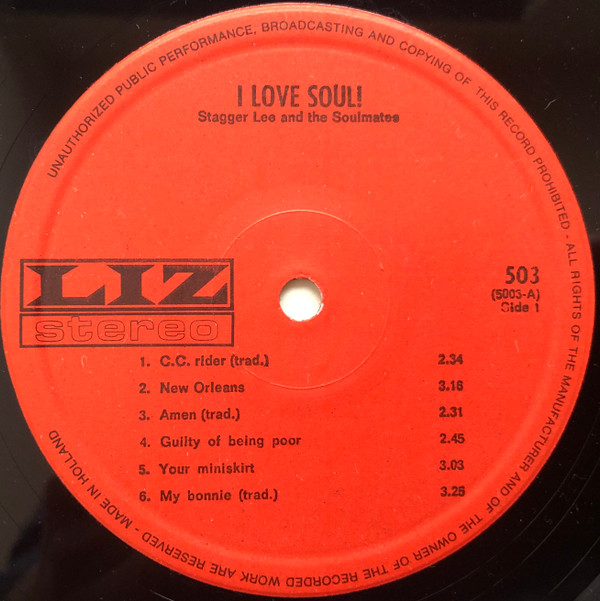 UNAUTHORIZED PUBLIC PERFORMANCE, BROADCASTING AND COPYING OF THIS RECORD PROHIBITED - ALL RIGHTS OF THE MANUFACTURER AND OF THE OWNER OF THE RECORDED WORK ARE RESERVED - MADE IN HOLLAND
I LOVE SOUL!
Stagger Lee and the Soulmates
LIZ
stereo
503
(5003-A)
Side 1
1. C.C. rider (trad.) 2.34
2. New Orleans 3.16
3. Amen (trad.) 2.31
4. Guilty of being poor 2.45
5. Your miniskirt 3.03
6. My bonnie (trad.) 3.25